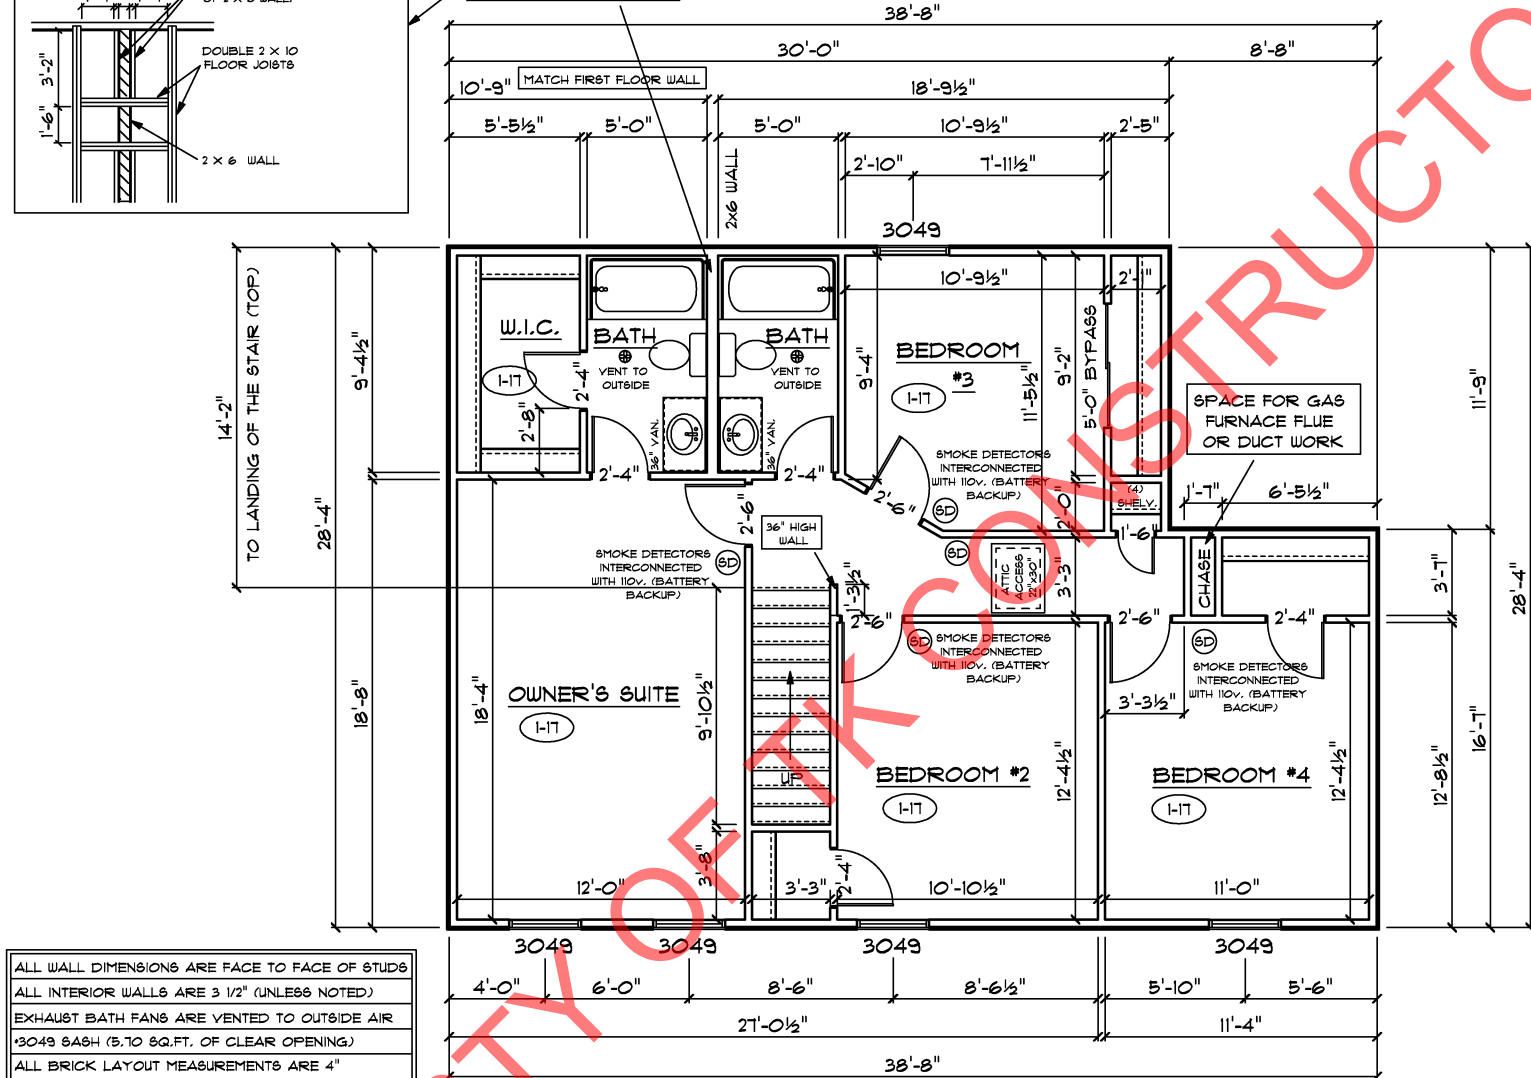 DOUBLE 2 X 10
FLOOR JOISTS
3'-2"
1'-6"
2 X 6 WALL
38'-8"
30'-0"
8'-8"
10'-9"
MATCH FIRST FLOOR WALL
18'-9½"
5'-5½"
5'-0"
5'-0"
10'-9½"
2'-5"
2'-10"
7'-11½"
2X6 WALL
3049
TO LANDING OF THE STAIR (TOP)
14'-2"
28'-4"
9'-4½"
18'-8"
W.I.C.
1-17
2'-4"
2'-8"
BATH
VENT TO
OUTSIDE
36" VAN.
2'-4"
BATH
VENT TO
OUTSIDE
36" VAN.
2'-4"
10'-9½"
2'-1"
BEDROOM
#3
1-17
9'-4"
11'-5½"
9'-2"
5'-0" BYPASS
SMOKE DETECTORS
INTERCONNECTED
WITH 110v. (BATTERY
BACKUP)
SD
2'-6"
2'-0"
(4)
SHELV.
1'-6"
SPACE FOR GAS
FURNACE FLUE
OR DUCT WORK
1'-7"
6'-5½"
11'-9"
28'-4"
3'-7"
16'-7"
12'-8½"
2'-6"
36" HIGH
WALL
SMOKE DETECTORS
INTERCONNECTED
WITH 110v. (BATTERY
BACKUP)
SD
SD
ATTIC
ACCESS
22"x30"
3'-3"
CHASE
1'-3½"
2'-6"
2'-6"
2'-4"
SD
SMOKE DETECTORS
INTERCONNECTED
WITH 110v. (BATTERY
BACKUP)
SD
SMOKE DETECTORS
INTERCONNECTED
WITH 110v. (BATTERY
BACKUP)
3'-3½"
OWNER'S SUITE
1-17
18'-4"
9'-10½"
UP
BEDROOM #2
1-17
12'-4½"
BEDROOM #4
1-17
12'-4½"
3'-8"
12'-0"
3'-3"
2'-4"
10'-10½"
11'-0"
3049
3049
3049
3049
4'-0"
6'-0"
8'-6"
8'-6½"
5'-10"
5'-6"
27'-0½"
11'-4"
38'-8"
ALL WALL DIMENSIONS ARE FACE TO FACE OF STUDS
ALL INTERIOR WALLS ARE 3 1/2" (UNLESS NOTED)
EXHAUST BATH FANS ARE VENTED TO OUTSIDE AIR
*3049 SASH (5.70 SQ.FT. OF CLEAR OPENING)
ALL BRICK LAYOUT MEASUREMENTS ARE 4"
TY OF TK CONSTRUCTO